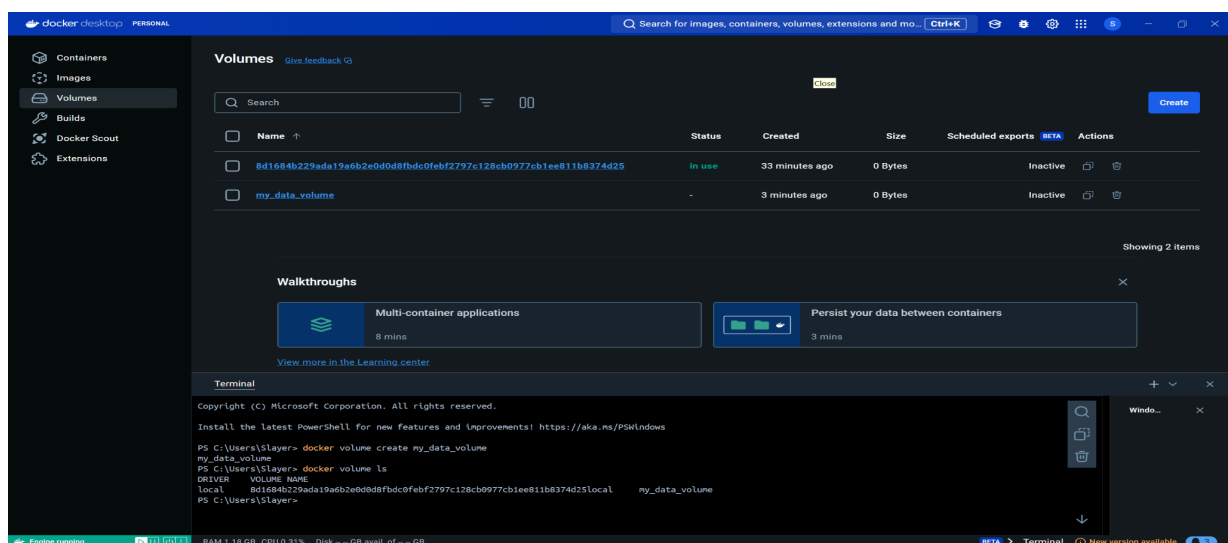 docker desktop PERSONAL
Search for images, containers, volumes, extensions and mo... Ctrl+K
S
Containers
Images
Volumes
Builds
Docker Scout
Extensions
Volumes Give feedback
Close
Search
Create
Name ↑ Status Created Size Scheduled exports BETA Actions
8d1684b229ada19a6b2e0d0d8fbdc0febf2797c128cb0977cb1ee811b8374d25 in use 33 minutes ago 0 Bytes Inactive
my_data_volume - 3 minutes ago 0 Bytes Inactive
Showing 2 items
Walkthroughs
Multi-container applications
8 mins
Persist your data between containers
3 mins
View more in the Learning center
Terminal
Copyright (C) Microsoft Corporation. All rights reserved.
Install the latest PowerShell for new features and improvements! https://aka.ms/PSWindows
PS C:\Users\Slayer> docker volume create my_data_volume
my_data_volume
PS C:\Users\Slayer> docker volume ls
DRIVER VOLUME NAME
local 8d1684b229ada19a6b2e0d0d8fbdc0febf2797c128cb0977cb1ee811b8374d25local my_data_volume
PS C:\Users\Slayer>
Windo...
Engine running RAM 1.18 GB CPU 0.31% Disk -.-- GB avail. of -.-- GB BETA > Terminal New version available 3